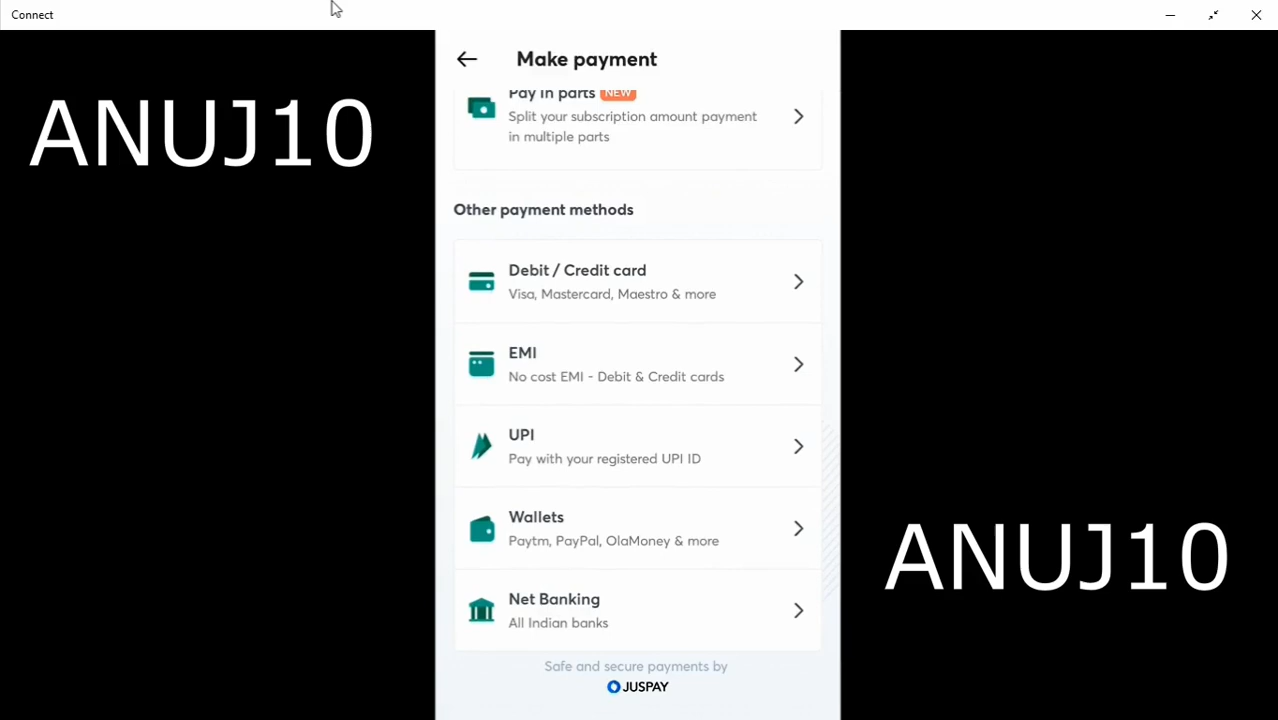 Connect
ANUJ10
Make payment
Pay in parts NEW
Split your subscription amount payment
in multiple parts
Other payment methods
Debit / Credit card
Visa, Mastercard, Maestro & more
EMI
No cost EMI - Debit & Credit cards
UPI
Pay with your registered UPI ID
Wallets
Paytm, PayPal, OlaMoney & more
ANUJ10
Net Banking
All Indian banks
Safe and secure payments by
JUSPAY